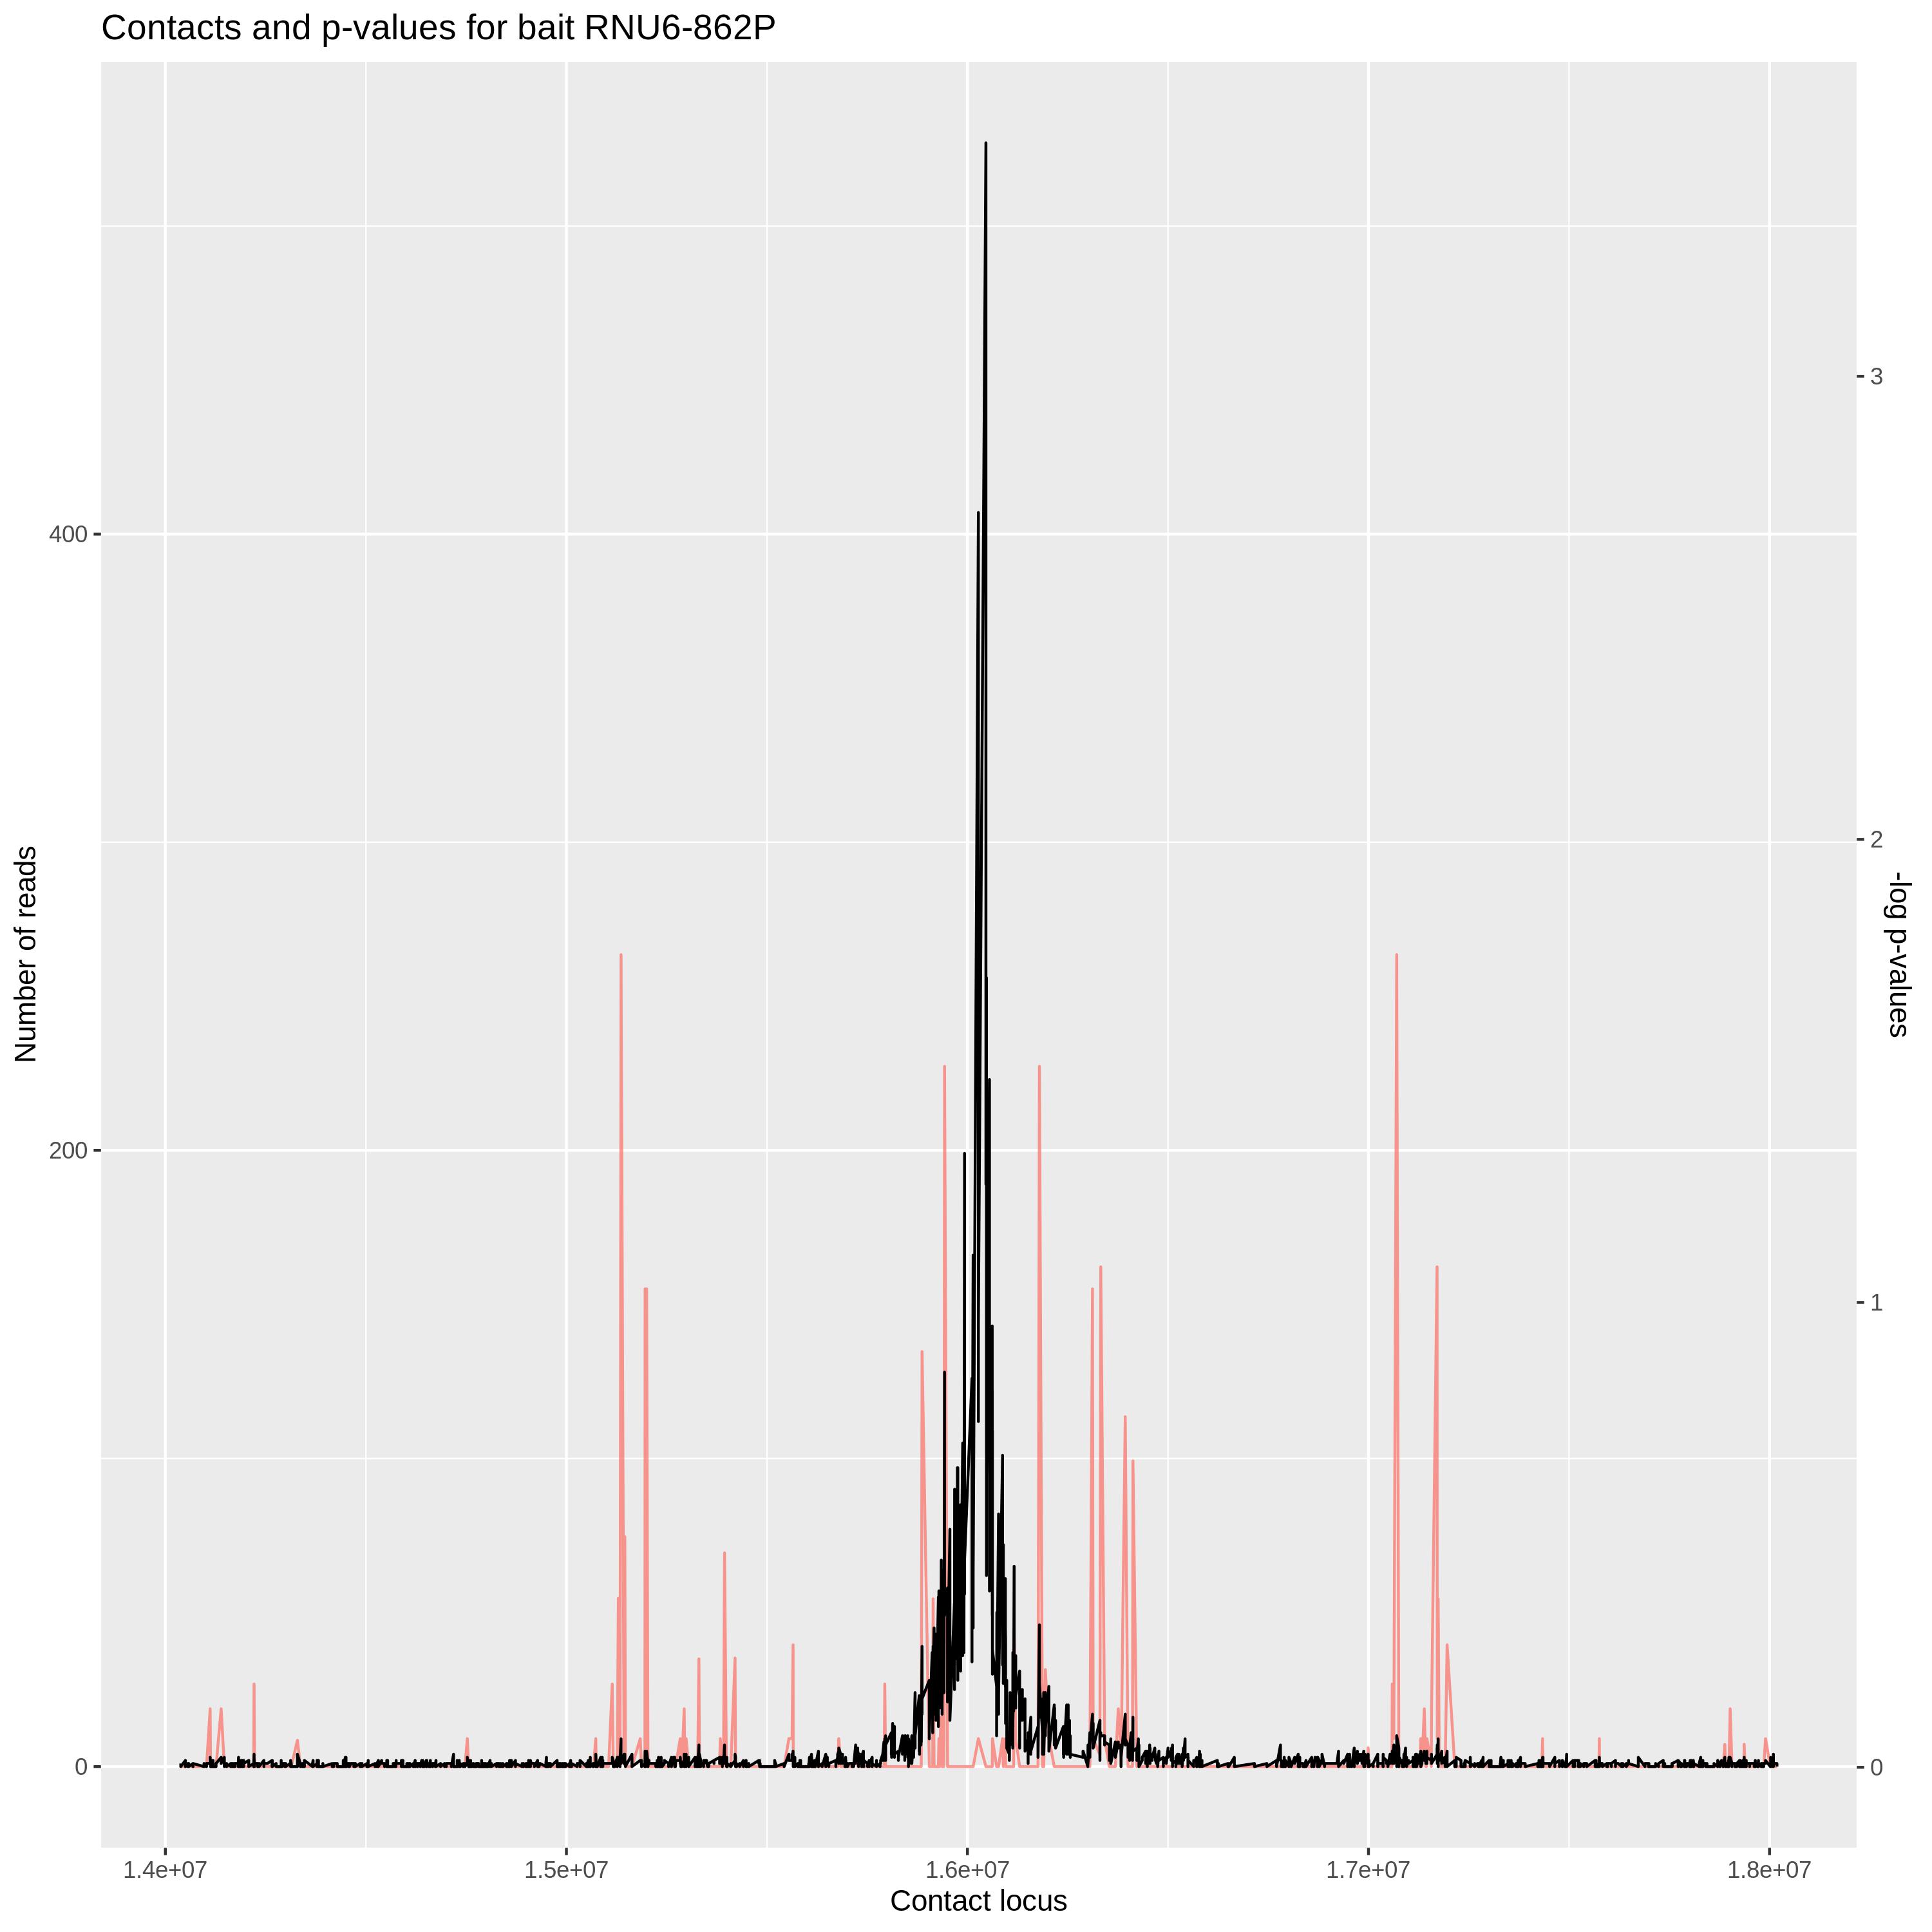 Contacts and p-values for bait RNU6-862P
Number of reads
400
200
0
3
2
1
0
-log p-values
1.4e+07
1.5e+07
1.6e+07
1.7e+07
1.8e+07
Contact locus